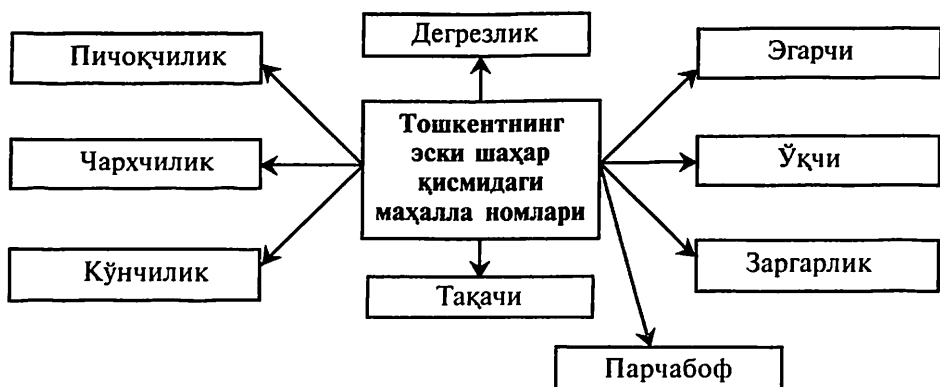 Дегрезлик
Пичоқчилик
Эгарчи
Тошкентнинг
эски шаҳар
қисмидаги
маҳалла номлари
Чархчилик
Ўқчи
Кўнчилик
Заргарлик
Тақачи
Парчабоф